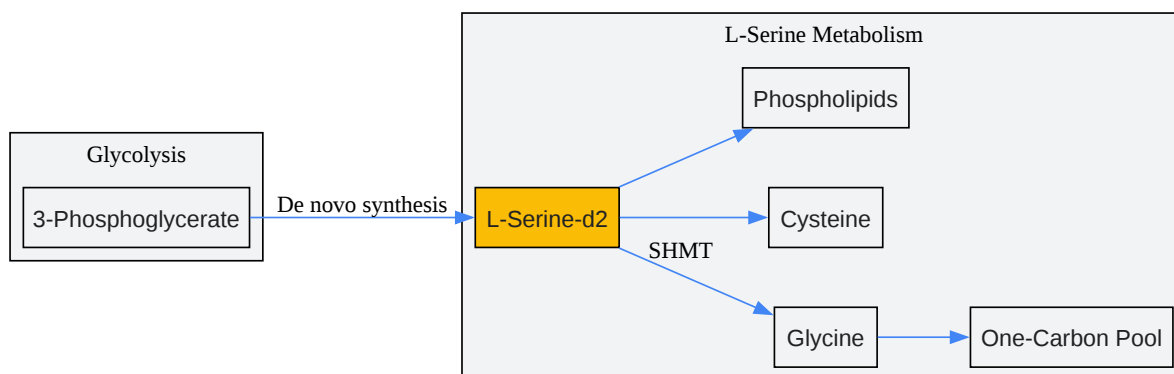 L-Serine Metabolism
Phospholipids
Glycolysis
3-Phosphoglycerate
De novo synthesis
L-Serine-d2
Cysteine
SHMT
Glycine
One-Carbon Pool